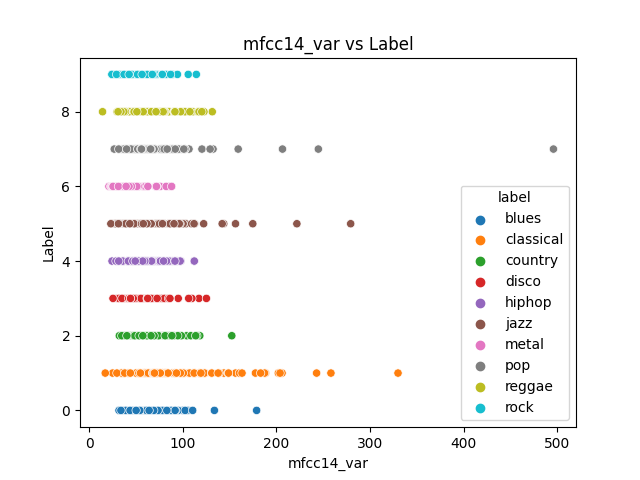 mfcc14_var vs Label
Label
8
6
4
2
0
0 100 200 300 400 500
mfcc14_var
label
blues
classical
country
disco
hiphop
jazz
metal
pop
reggae
rock